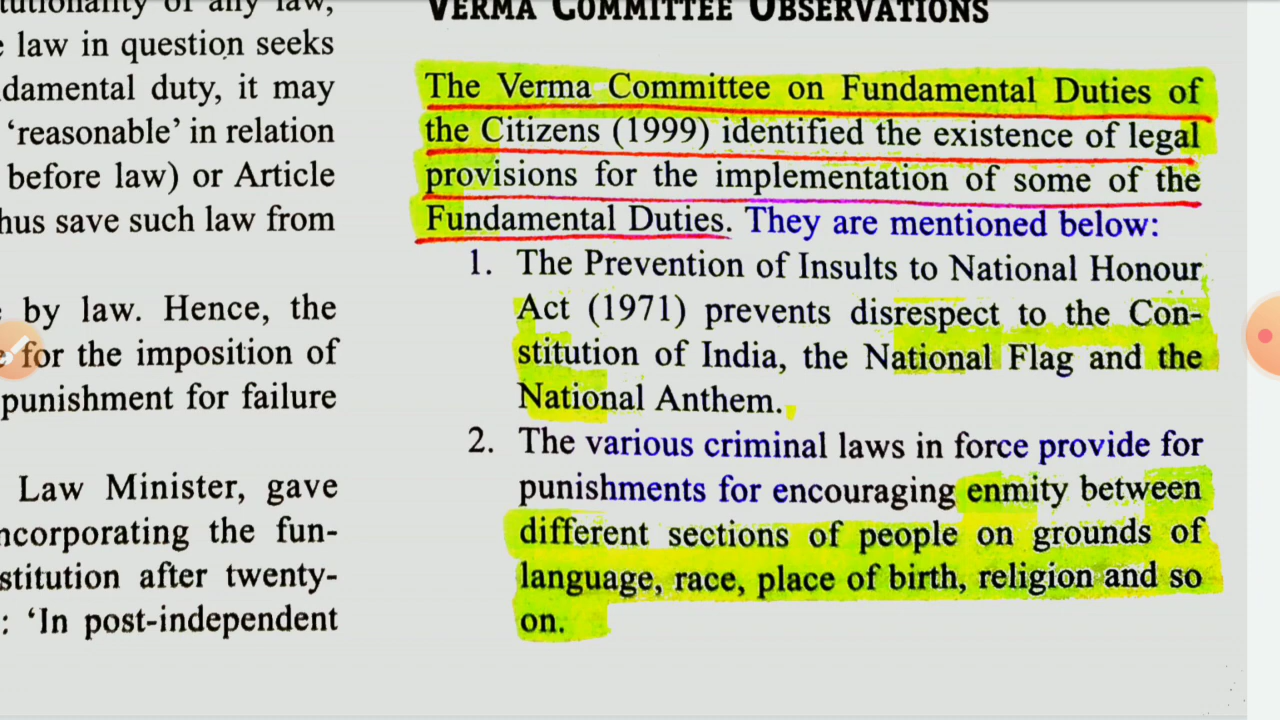 tutionality of any law,
law in question seeks
damental duty, it may
‘reasonable’ in relation
before law) or Article
hus save such law from
by law. Hence, the
for the imposition of
punishment for failure
Law Minister, gave
ncorporating the fun-
stitution after twenty-
: ‘In post-independent
VERMA COMMITTEE OBSERVATIONS
The Verma Committee on Fundamental Duties of
the Citizens (1999) identified the existence of legal
provisions for the implementation of some of the
Fundamental Duties. They are mentioned below:
1. The Prevention of Insults to National Honour
Act (1971) prevents disrespect to the Con-
stitution of India, the National Flag and the
National Anthem.
2. The various criminal laws in force provide for
punishments for encouraging enmity between
different sections of people on grounds of
language, race, place of birth, religion and so
on.